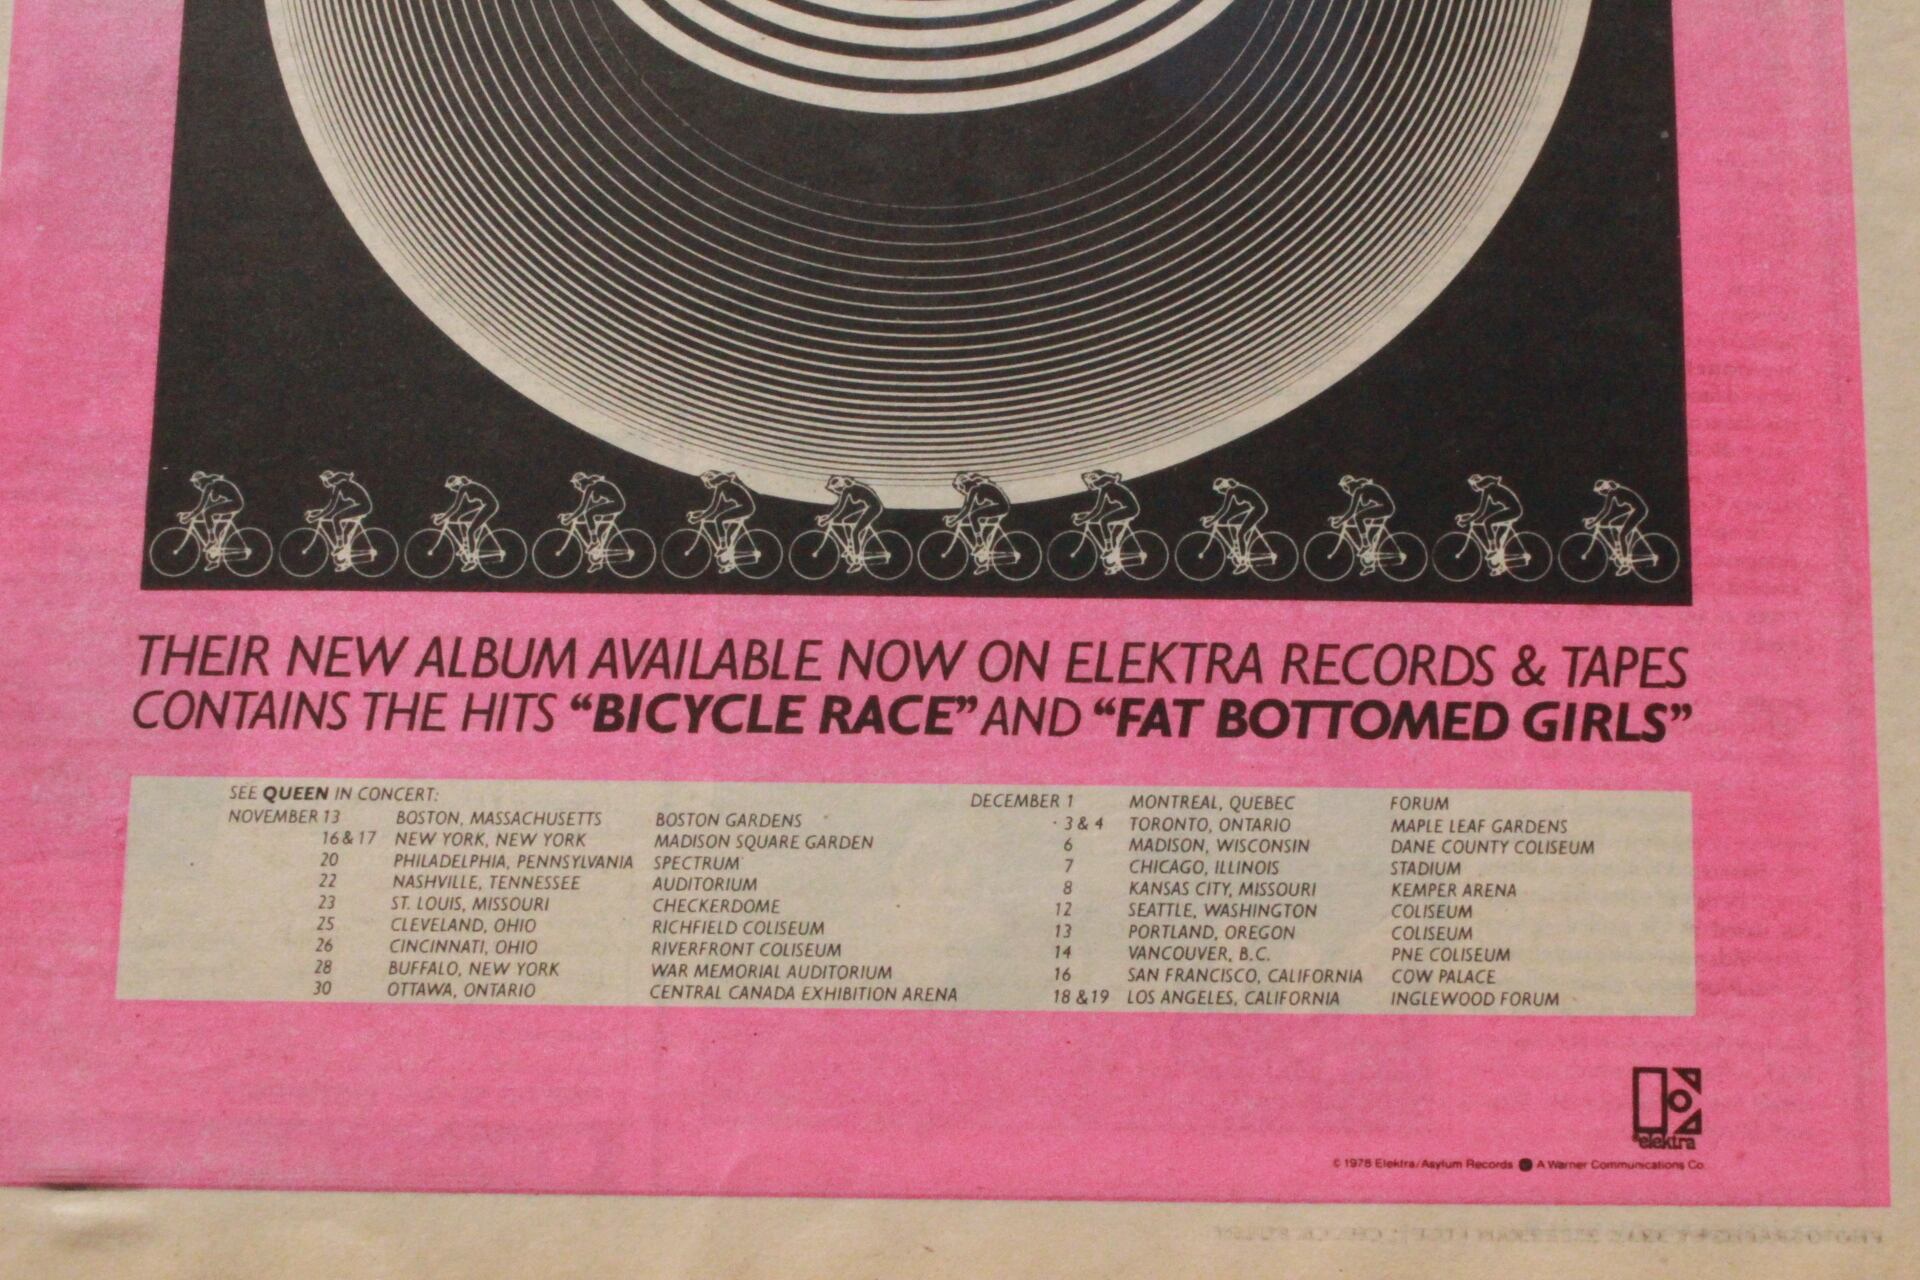 THEIR NEW ALBUM AVAILABLE NOW ON ELEKTRA RECORDS & TAPES
CONTAINS THE HITS "BICYCLE RACE" AND "FAT BOTTOMED GIRLS"
SEE QUEEN IN CONCERT:
NOVEMBER 13 BOSTON, MASSACHUSETTS BOSTON GARDENS
16 & 17 NEW YORK, NEW YORK MADISON SQUARE GARDEN
20 PHILADELPHIA, PENNSYLVANIA SPECTRUM
22 NASHVILLE, TENNESSEE AUDITORIUM
23 ST. LOUIS, MISSOURI CHECKERDOME
25 CLEVELAND, OHIO RICHFIELD COLISEUM
26 CINCINNATI, OHIO RIVERFRONT COLISEUM
28 BUFFALO, NEW YORK WAR MEMORIAL AUDITORIUM
30 OTTAWA, ONTARIO CENTRAL CANADA EXHIBITION ARENA
DECEMBER 1 MONTREAL, QUEBEC FORUM
3 & 4 TORONTO, ONTARIO MAPLE LEAF GARDENS
6 MADISON, WISCONSIN DANE COUNTY COLISEUM
7 CHICAGO, ILLINOIS STADIUM
8 KANSAS CITY, MISSOURI KEMPER ARENA
12 SEATTLE, WASHINGTON COLISEUM
13 PORTLAND, OREGON COLISEUM
14 VANCOUVER, B.C. PNE COLISEUM
16 SAN FRANCISCO, CALIFORNIA COW PALACE
18 & 19 LOS ANGELES, CALIFORNIA INGLEWOOD FORUM
elektra
© 1978 Elektra/Asylum Records A Warner Communications Co.